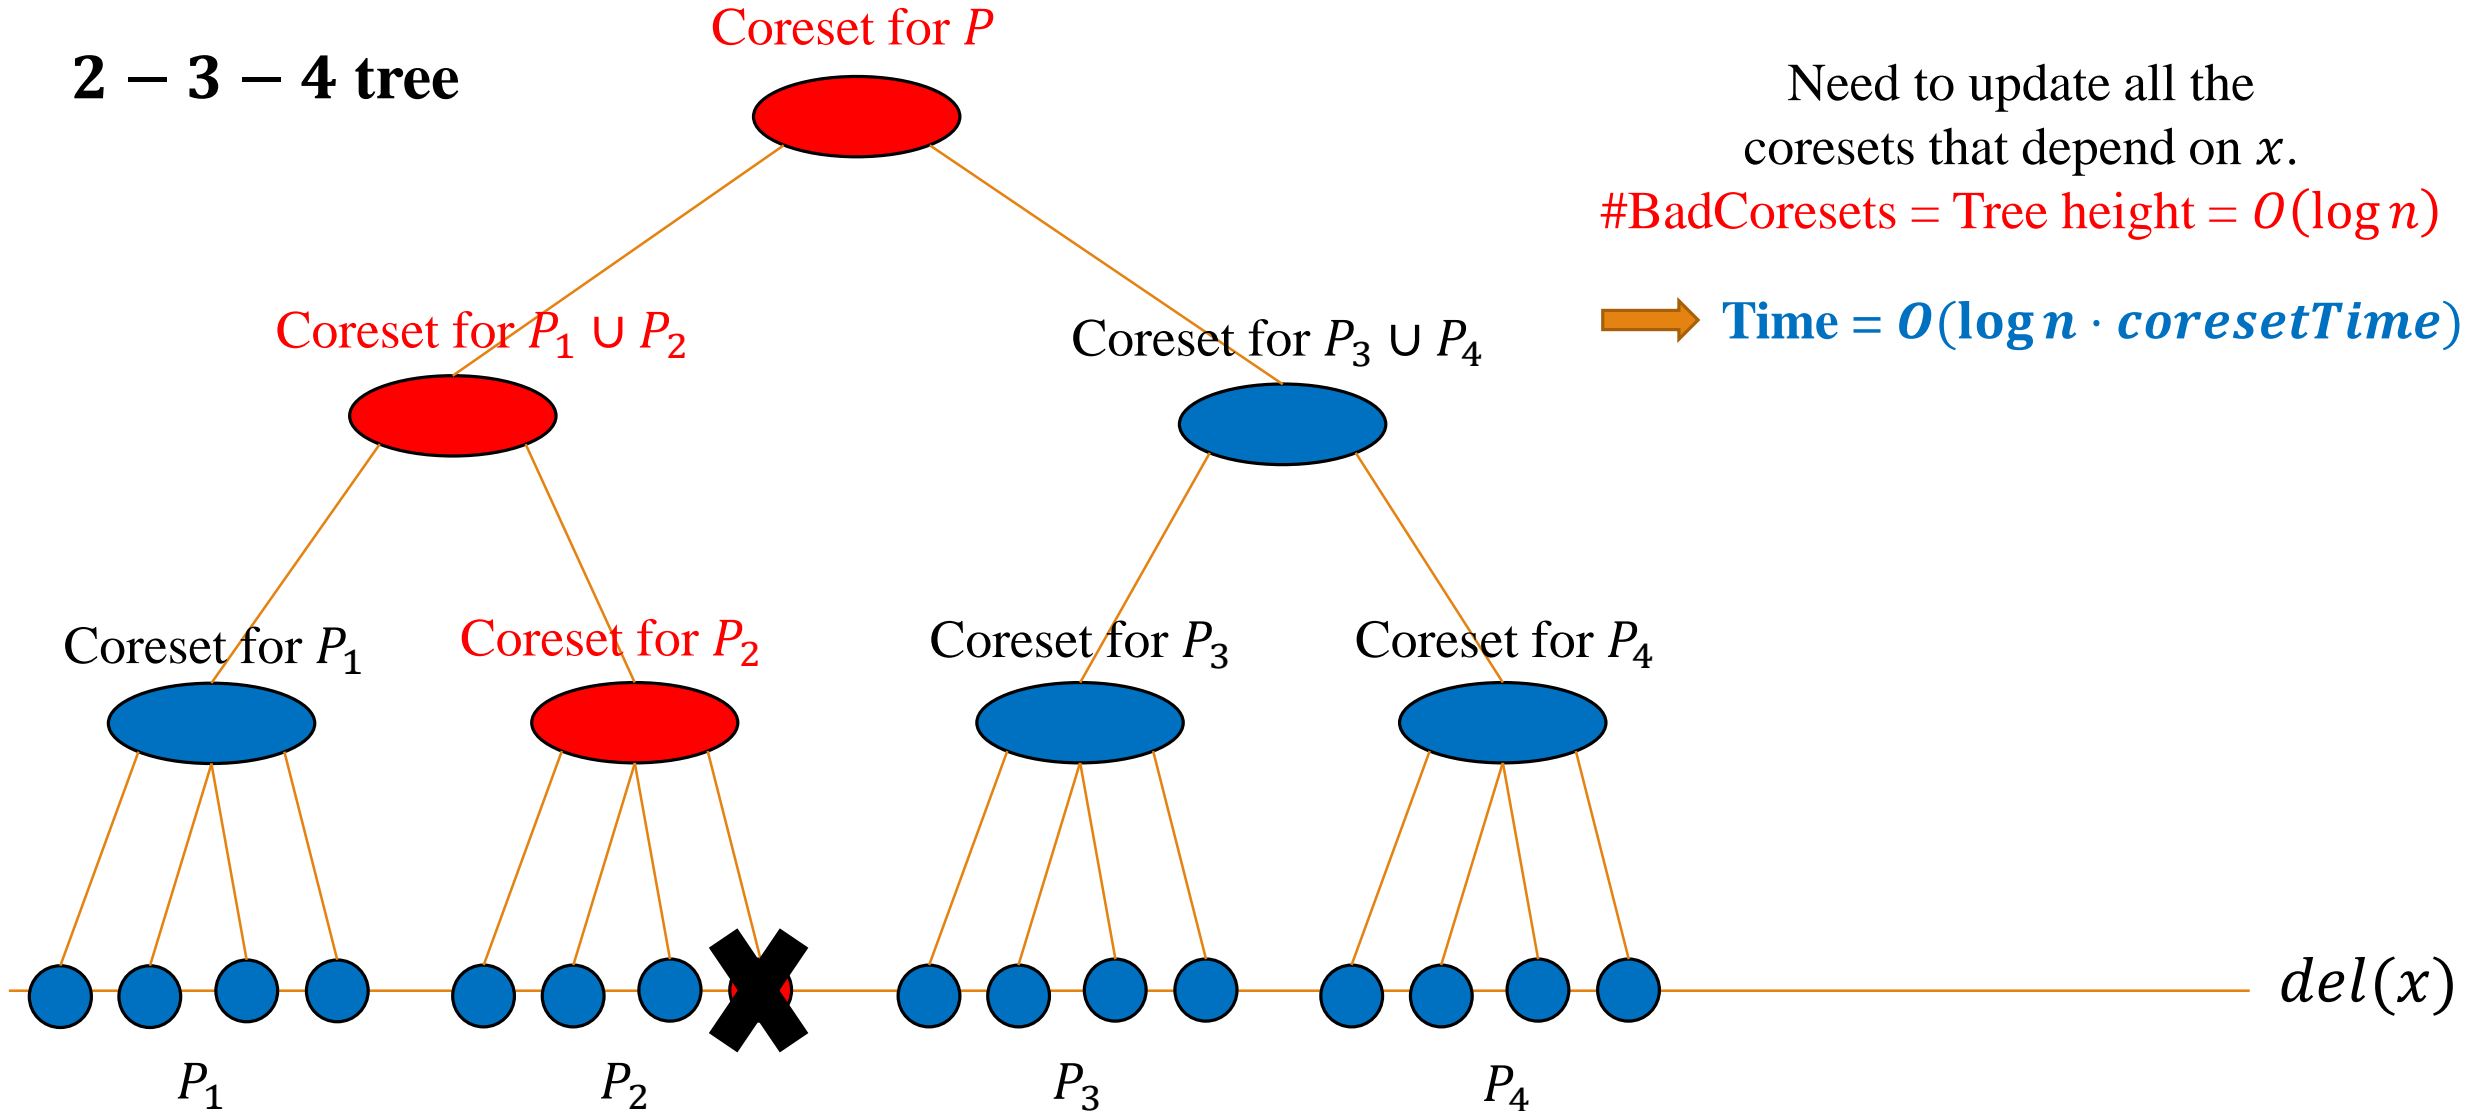 Coreset for P
2 − 3 − 4 tree
Need to update all the
coresets that depend on x.
#BadCoresets = Tree height = O(log n)
Time = O(log n · coresetTime)
Coreset for P₁ ∪ P₂
Coreset for P₃ ∪ P₄
Coreset for P₁
Coreset for P₂
Coreset for P₃
Coreset for P₄
del(x)
P₁
P₂
P₃
P₄